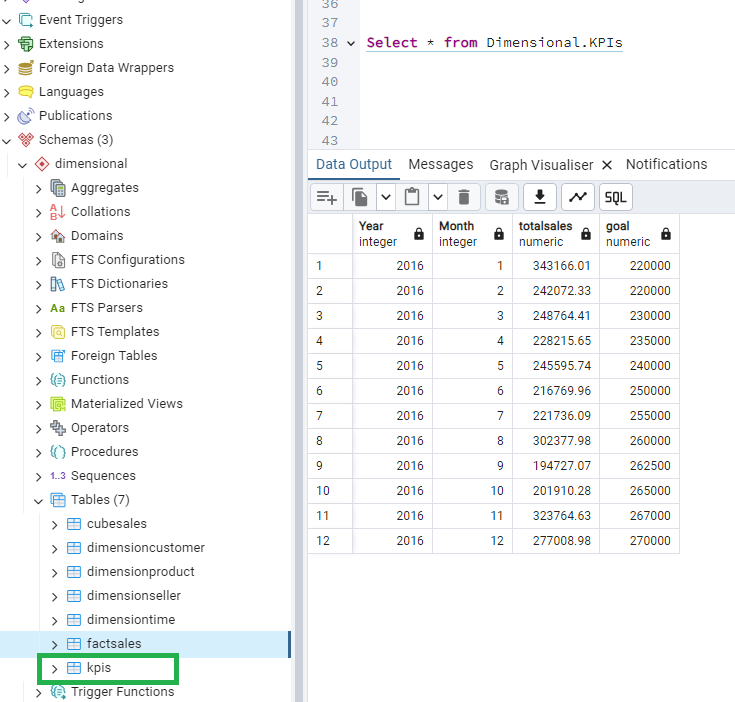 Event Triggers
Extensions
Foreign Data Wrappers
Languages
Publications
Schemas (3)
dimensional
Aggregates
Collations
Domains
FTS Configurations
FTS Dictionaries
Aa FTS Parsers
FTS Templates
Foreign Tables
Functions
Materialized Views
Operators
Procedures
1..3 Sequences
Tables (7)
cubesales
dimensioncustomer
dimensionproduct
dimensionseller
dimensiontime
factsales
kpis
Trigger Functions
36
37
38 Select * from Dimensional.KPIs
39
40
41
42
43
Data Output Messages Graph Visualiser Notifications
SQL
Year Month totalsales goal
integer integer numeric numeric
1 2016 1 343166.01 220000
2 2016 2 242072.33 220000
3 2016 3 248764.41 230000
4 2016 4 228215.65 235000
5 2016 5 245595.74 240000
6 2016 6 216769.96 250000
7 2016 7 221736.09 255000
8 2016 8 302377.98 260000
9 2016 9 194727.07 262500
10 2016 10 201910.28 265000
11 2016 11 323764.63 267000
12 2016 12 277008.98 270000